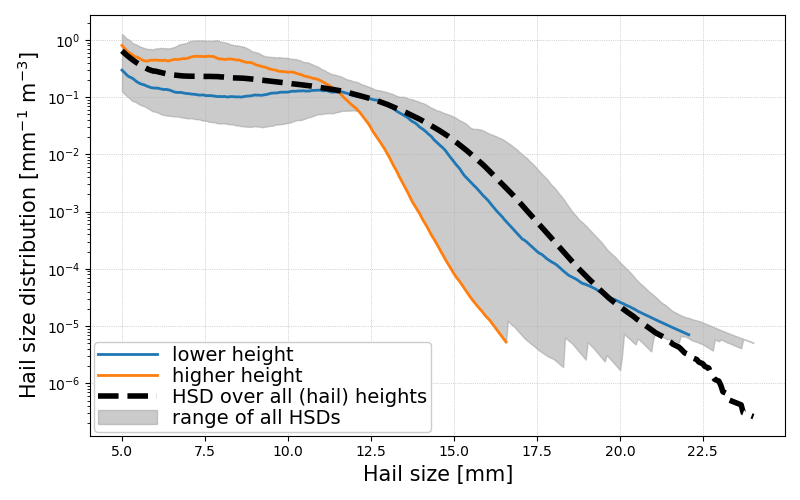 Hail size distribution [mm⁻¹ m⁻³]
10⁰
10⁻¹
10⁻²
10⁻³
10⁻⁴
10⁻⁵
10⁻⁶
lower height
higher height
HSD over all (hail) heights
range of all HSDs
5.0 7.5 10.0 12.5 15.0 17.5 20.0 22.5
Hail size [mm]